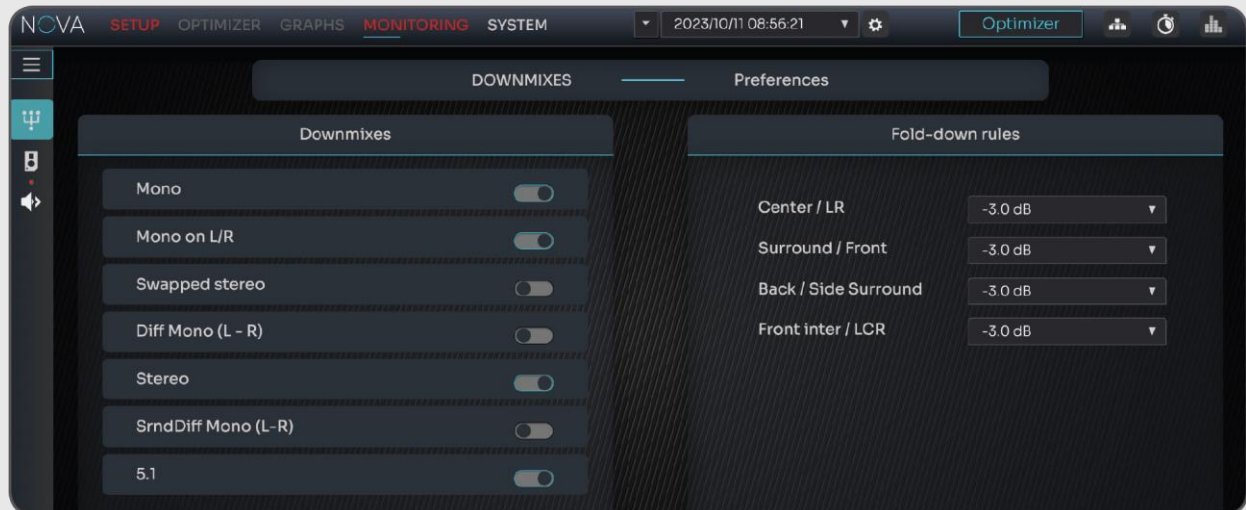 NOVA SETUP OPTIMIZER GRAPHS MONITORING SYSTEM 2023/10/11 08:56:21 Optimizer
DOWNMIXES Preferences
Downmixes
Mono
Mono on L/R
Swapped stereo
Diff Mono (L - R)
Stereo
SrndDiff Mono (L-R)
5.1
Fold-down rules
Center / LR -3.0 dB
Surround / Front -3.0 dB
Back / Side Surround -3.0 dB
Front inter / LCR -3.0 dB